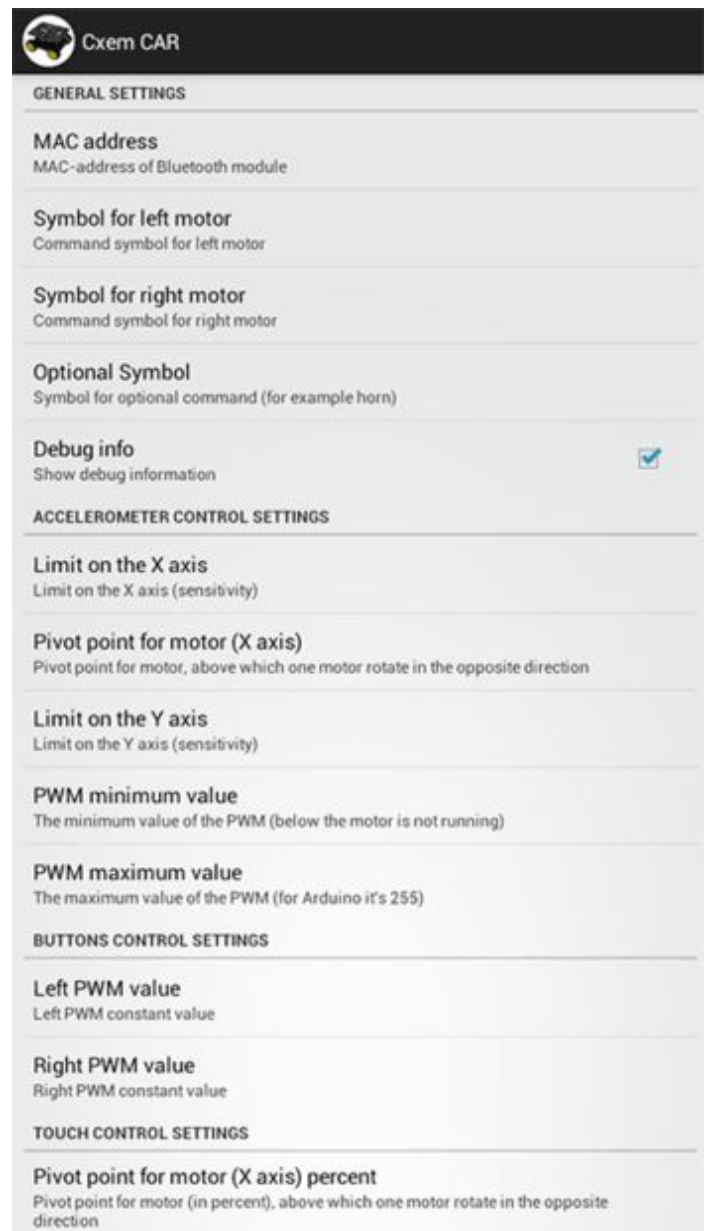 Cxem CAR
GENERAL SETTINGS
MAC address
MAC-address of Bluetooth module
Symbol for left motor
Command symbol for left motor
Symbol for right motor
Command symbol for right motor
Optional Symbol
Symbol for optional command (for example horn)
Debug info
Show debug information
ACCELEROMETER CONTROL SETTINGS
Limit on the X axis
Limit on the X axis (sensitivity)
Pivot point for motor (X axis)
Pivot point for motor, above which one motor rotate in the opposite direction
Limit on the Y axis
Limit on the Y axis (sensitivity)
PWM minimum value
The minimum value of the PWM (below the motor is not running)
PWM maximum value
The maximum value of the PWM (for Arduino it's 255)
BUTTONS CONTROL SETTINGS
Left PWM value
Left PWM constant value
Right PWM value
Right PWM constant value
TOUCH CONTROL SETTINGS
Pivot point for motor (X axis) percent
Pivot point for motor (in percent), above which one motor rotate in the opposite
direction